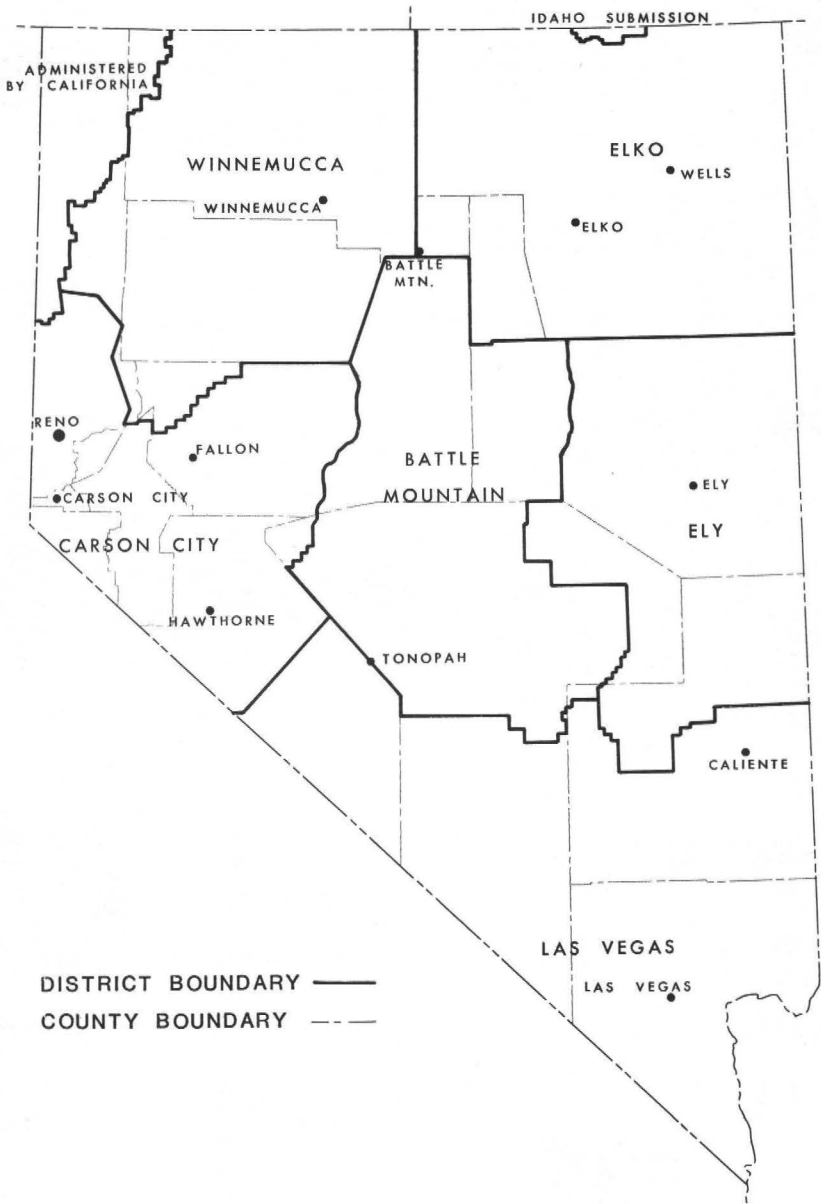 IDAHO SUBMISSION
ADMINISTERED
BY CALIFORNIA
WINNEMUCCA
WINNEMUCCA
ELKO
WELLS
ELKO
BATTLE
MTN.
RENO
FALLON
BATTLE
MOUNTAIN
CARSON CITY
ELY
ELY
CARSON CITY
HAWTHORNE
TONOPAH
CALIENTE
LAS VEGAS
LAS VEGAS
DISTRICT BOUNDARY
COUNTY BOUNDARY